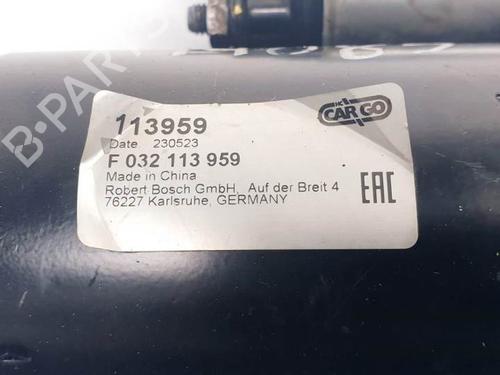 113959
Date 230523
F 032 113 959
Made in China
Robert Bosch GmbH, Auf der Breit 4
76227 Karlsruhe, GERMANY
HC
CARGO
EAC
B-PARTS